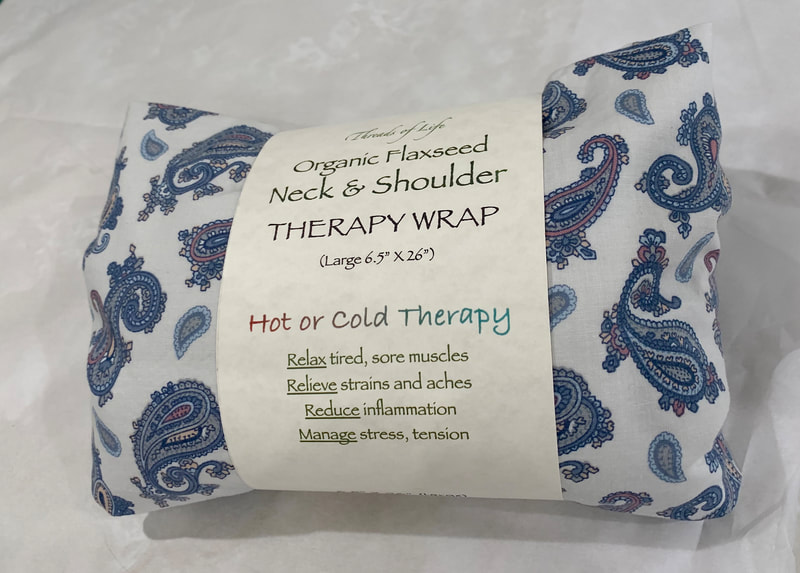 Threads of Life
Organic Flaxseed
Neck & Shoulder
THERAPY WRAP
(Large 6.5" X 26")
Hot or Cold Therapy
Relax tired, sore muscles
Relieve strains and aches
Reduce inflammation
Manage stress, tension